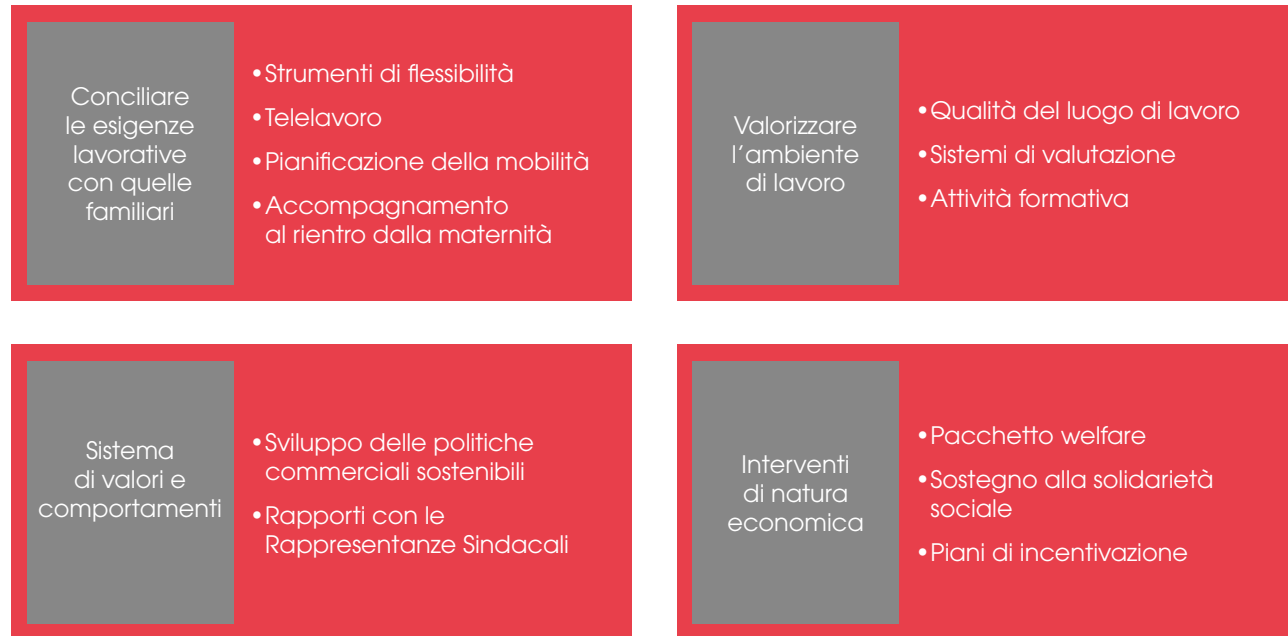 Conciliare
le esigenze
lavorative
con quelle
familiari
•Strumenti di flessibilità
•Telelavoro
•Pianificazione della mobilità
•Accompagnamento
al rientro dalla maternità
Valorizzare
l’ambiente
di lavoro
•Qualità del luogo di lavoro
•Sistemi di valutazione
•Attività formativa
Sistema
di valori e
comportamenti
•Sviluppo delle politiche
commerciali sostenibili
•Rapporti con le
Rappresentanze Sindacali
Interventi
di natura
economica
•Pacchetto welfare
•Sostegno alla solidarietà
sociale
•Piani di incentivazione